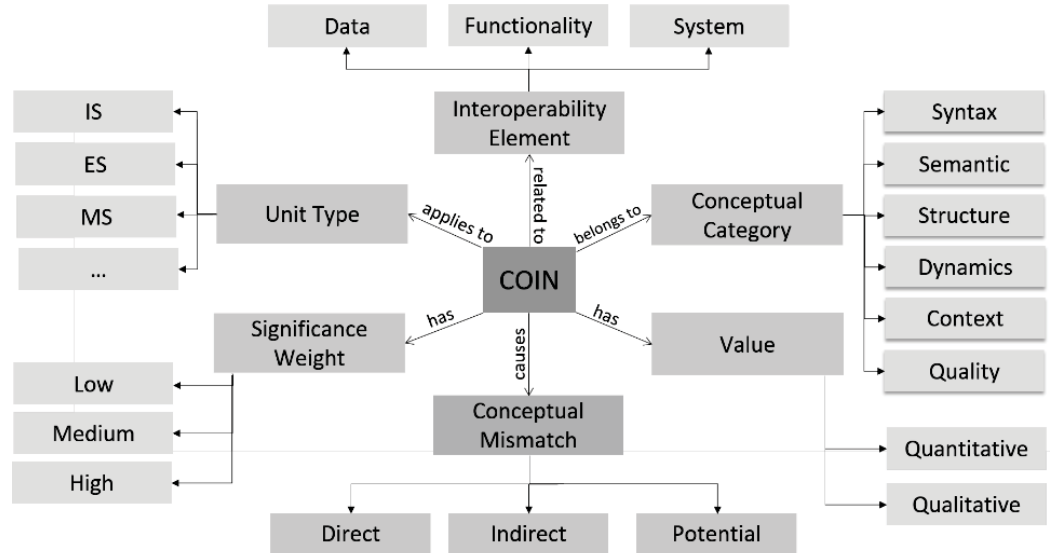 Data
Functionality
System
Interoperability
Element
IS
ES
MS
...
Unit Type
applies to
related to
belongs to
Conceptual
Category
Syntax
Semantic
Structure
Dynamics
Context
Quality
COIN
has
Significance
Weight
Low
Medium
High
causes
Conceptual
Mismatch
Direct
Indirect
Potential
has
Value
Quantitative
Qualitative